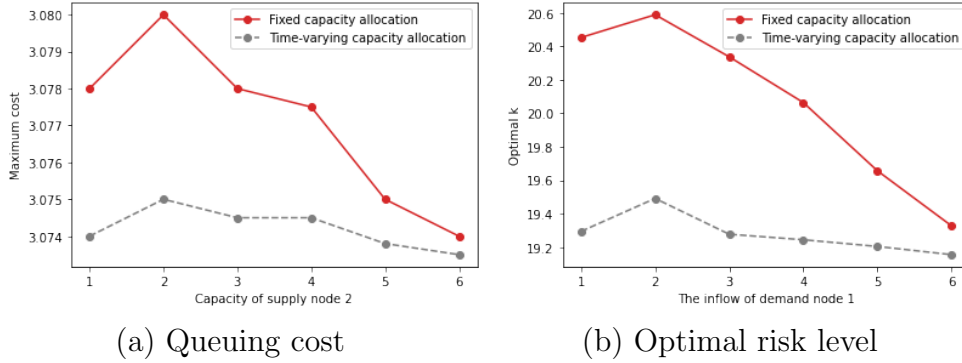 Fixed capacity allocation
Time-varying capacity allocation
Maximum cost
3.080
3.079
3.078
3.077
3.076
3.075
3.074
1 2 3 4 5 6
Capacity of supply node 2
(a) Queuing cost
Fixed capacity allocation
Time-varying capacity allocation
Optimal k
20.6
20.4
20.2
20.0
19.8
19.6
19.4
19.2
1 2 3 4 5 6
The inflow of demand node 1
(b) Optimal risk level